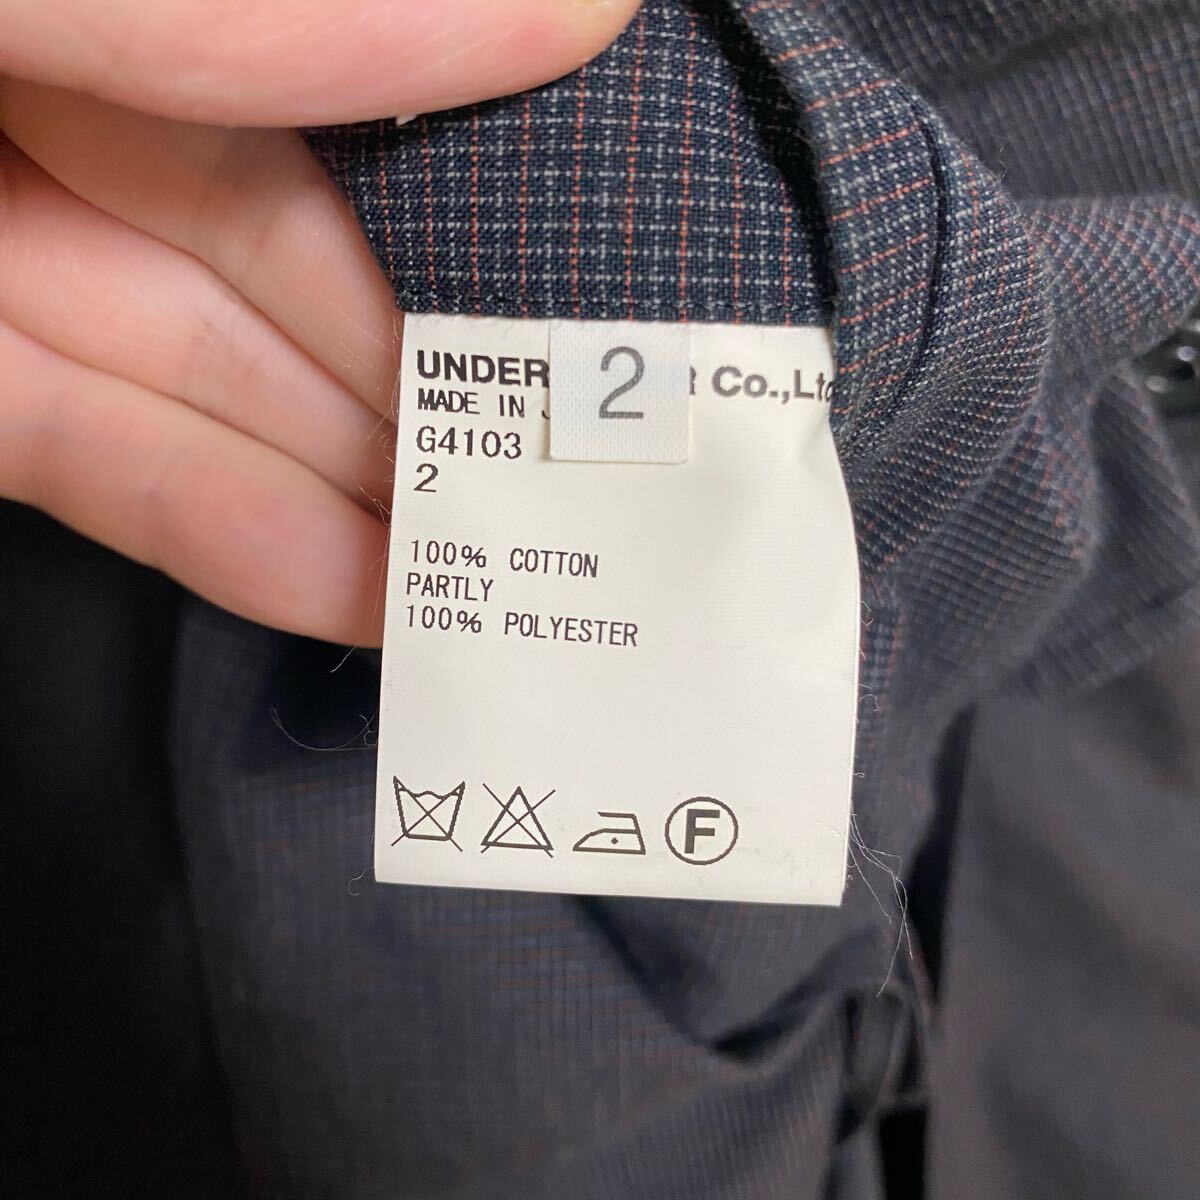 UNDER 2 R Co.,Ltd
MADE IN J
G4103
2
100% COTTON
PARTLY
100% POLYESTER
F